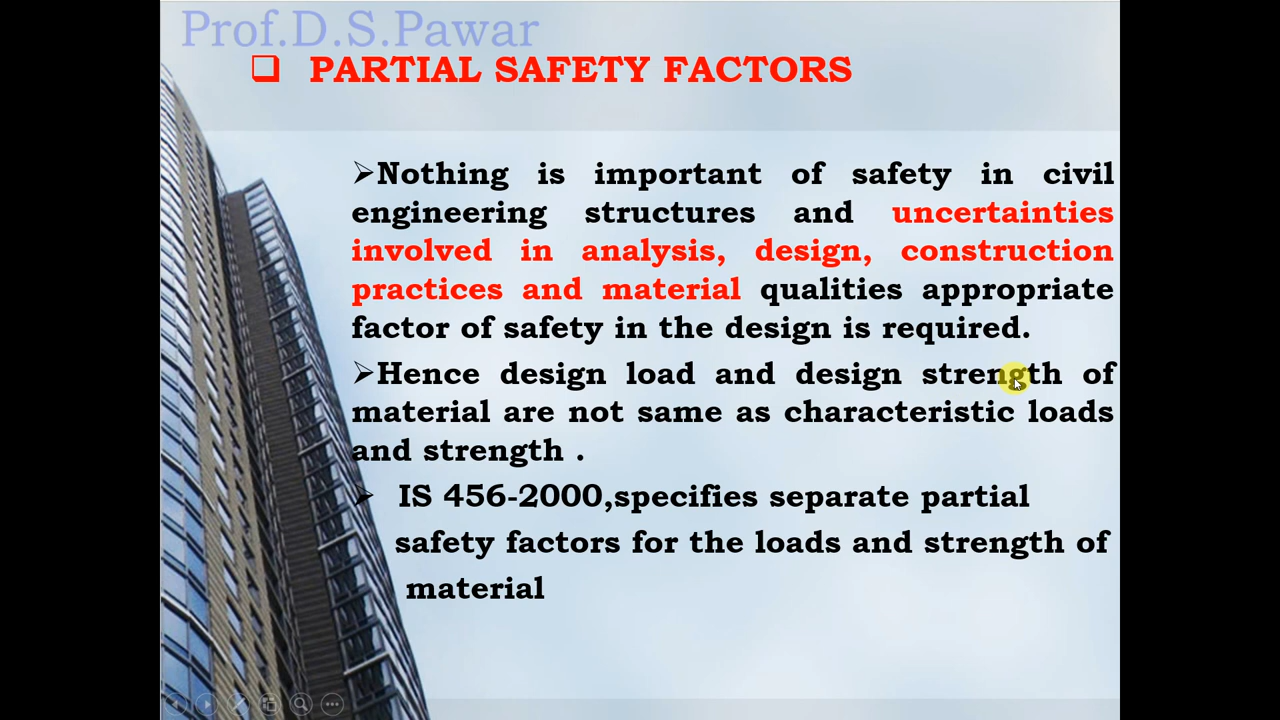 Prof.D.S.Pawar
❑ PARTIAL SAFETY FACTORS
➢Nothing is important of safety in civil
engineering structures and uncertainties
involved in analysis, design, construction
practices and material qualities appropriate
factor of safety in the design is required.
➢Hence design load and design strength of
material are not same as characteristic loads
and strength .
➢ IS 456-2000,specifies separate partial
safety factors for the loads and strength of
material